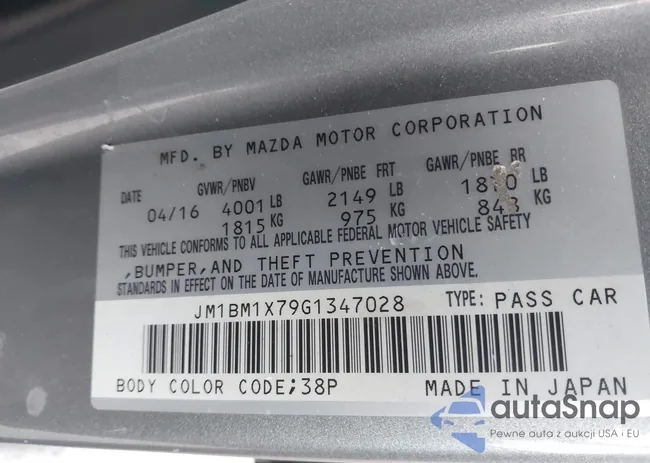 MFD. BY MAZDA MOTOR CORPORATION
DATE GVWR/PNBV GAWR/PNBE FRT GAWR/PNBE RR
04/16 4001 LB 2149 LB LB
1815 KG 975 KG KG
THIS VEHICLE CONFORMS TO ALL APPLICABLE FEDERAL MOTOR VEHICLE SAFETY
,BUMPER,AND THEFT PREVENTION
STANDARDS IN EFFECT ON THE DATE OF MANUFACTURE SHOWN ABOVE.
JM1BM1X79G1347028 TYPE: PASS CAR
BODY COLOR CODE;38P MADE IN JAPAN
autoSnap
Pewne auta z aukcji USA i EU